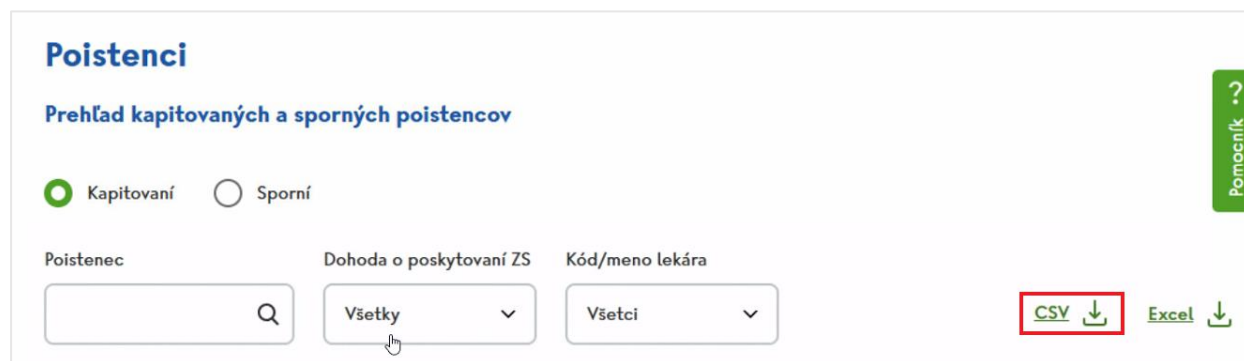 Poistenci
Prehľad kapitovaných a sporných poistencov
Kapitovaní Sporní
Poistenec Dohoda o poskytovaní ZS Kód/meno lekára
Všetky Všetci CSV Excel
Pomocník ?